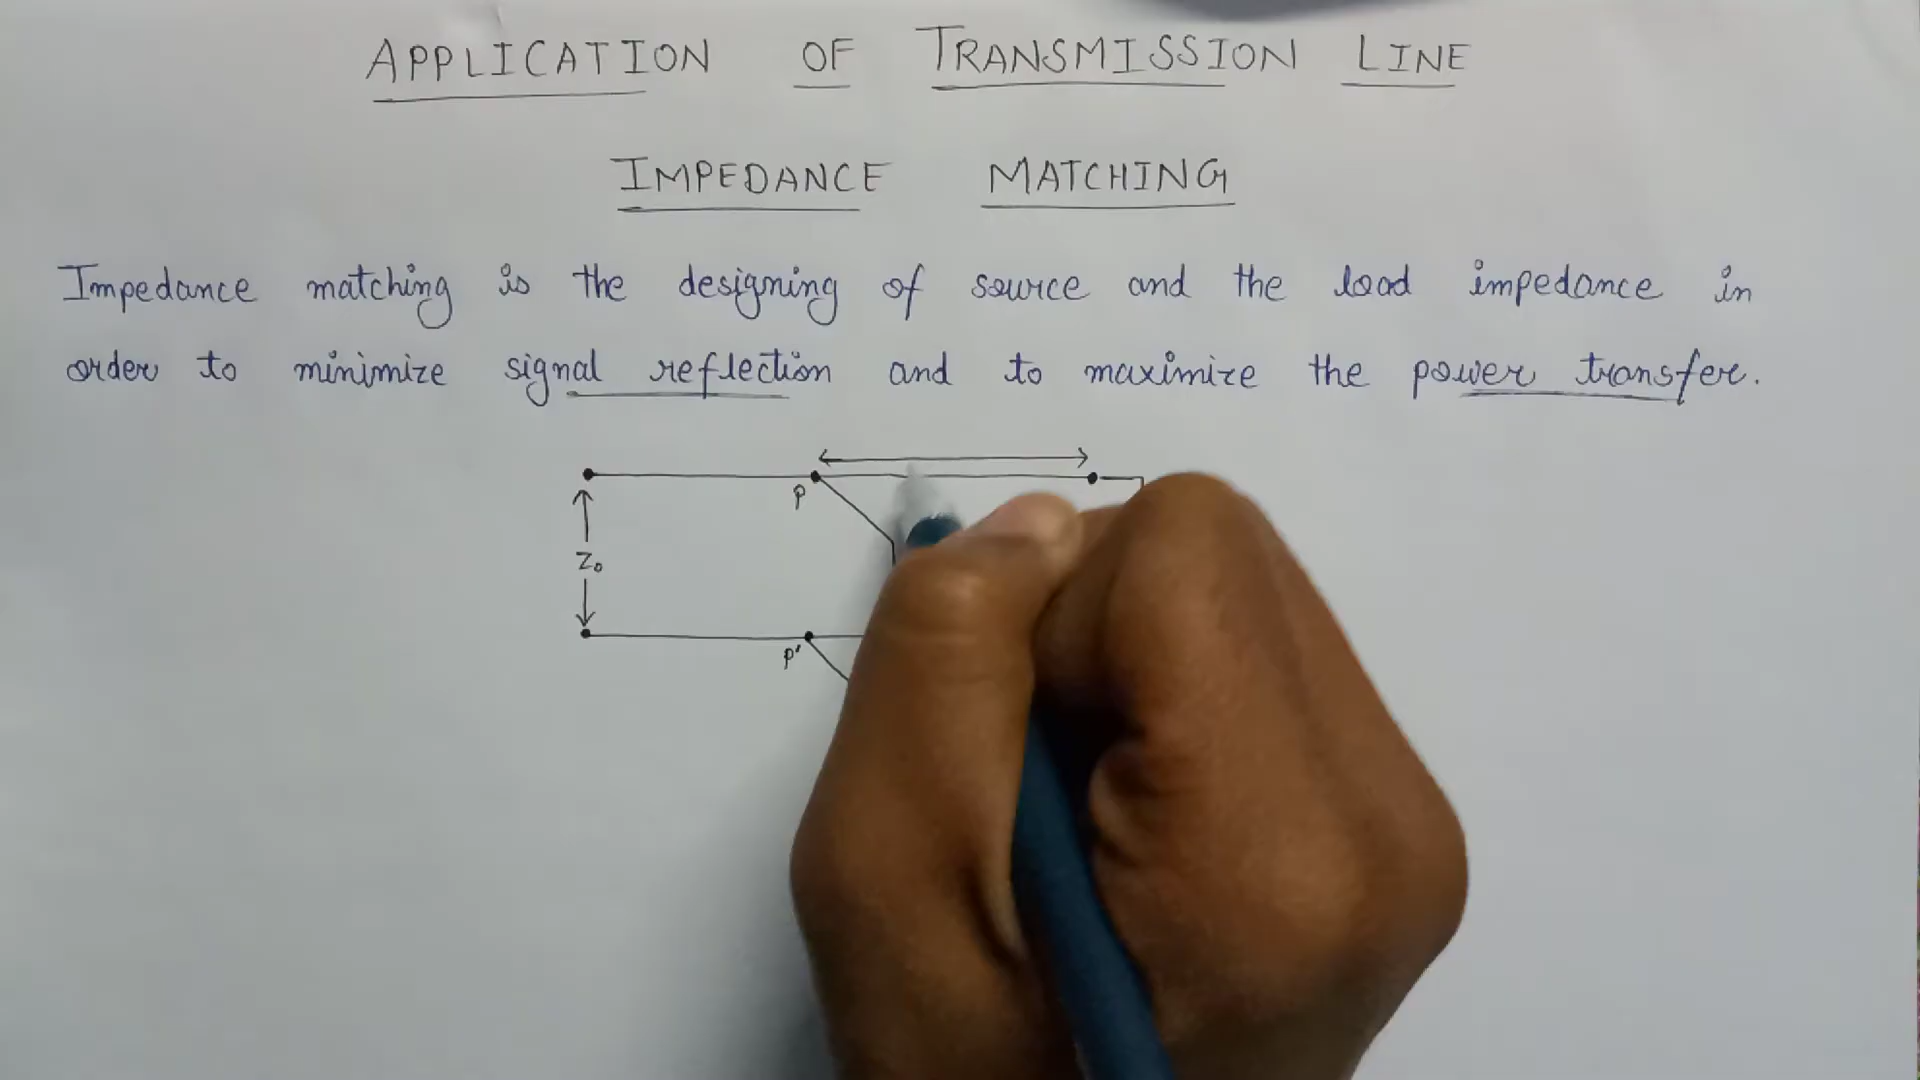 APPLICATION OF TRANSMISSION LINE
IMPEDANCE MATCHING
Impedance matching is the designing of source and the load impedance in
order to minimize signal reflection and to maximize the power transfer.
P
Z₀
P'